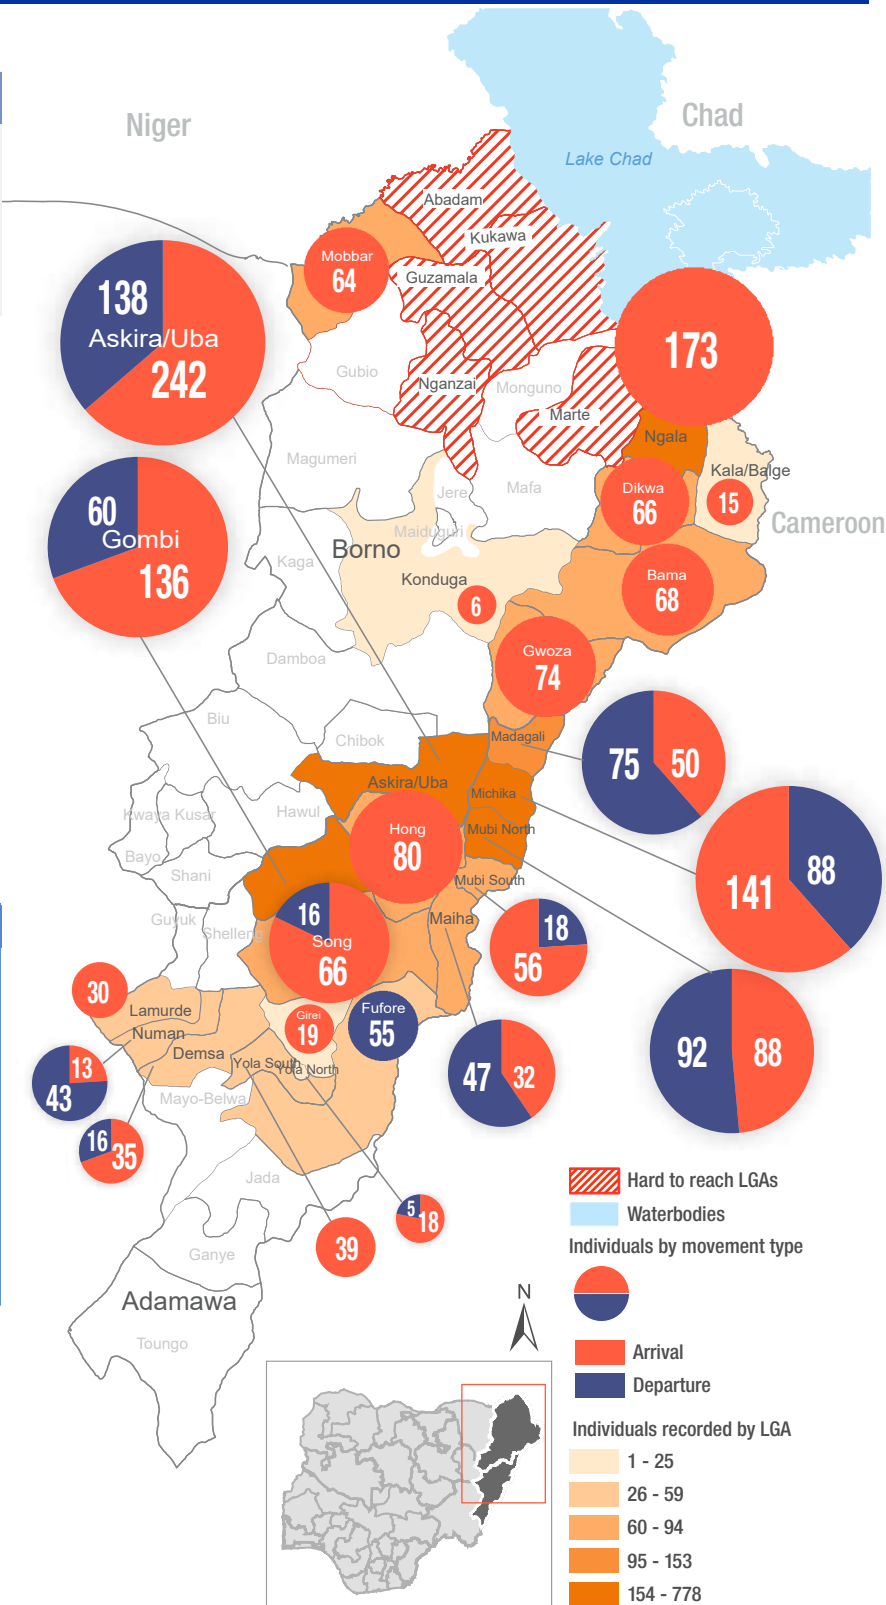 Niger
Chad
Lake Chad
Abadam
Kukawa
Mobbar
64
Guzamala
138
Askira/Uba
242
173
Gubio
Nganzai
Monguno
Marte
Ngala
Magumeri
Kala/Balge
Jere
Mafa
Dikwa
66
15
60
Gombi
136
Cameroon
Maiduguri
Borno
Kaga
Konduga
6
Bama
68
Damboa
Gwoza
74
Biu
Chibok
Madagali
75
50
Askira/Uba
Michika
Kwaya Kusar
Hawul
Hong
80
Mubi North
141
88
Bayo
Shani
Mubi South
Guyuk
Shelleng
16
Song
66
Maiha
18
56
30
Lamurde
Numan
Demsa
Girei
19
Fufore
55
92
88
Yola South
Yola North
13
43
47
32
Mayo-Belwa
16
35
Jada
5
18
39
Ganye
Adamawa
Toungo
N
Hard to reach LGAs
Waterbodies
Individuals by movement type
Arrival
Departure
Individuals recorded by LGA
1 - 25
26 - 59
60 - 94
95 - 153
154 - 778